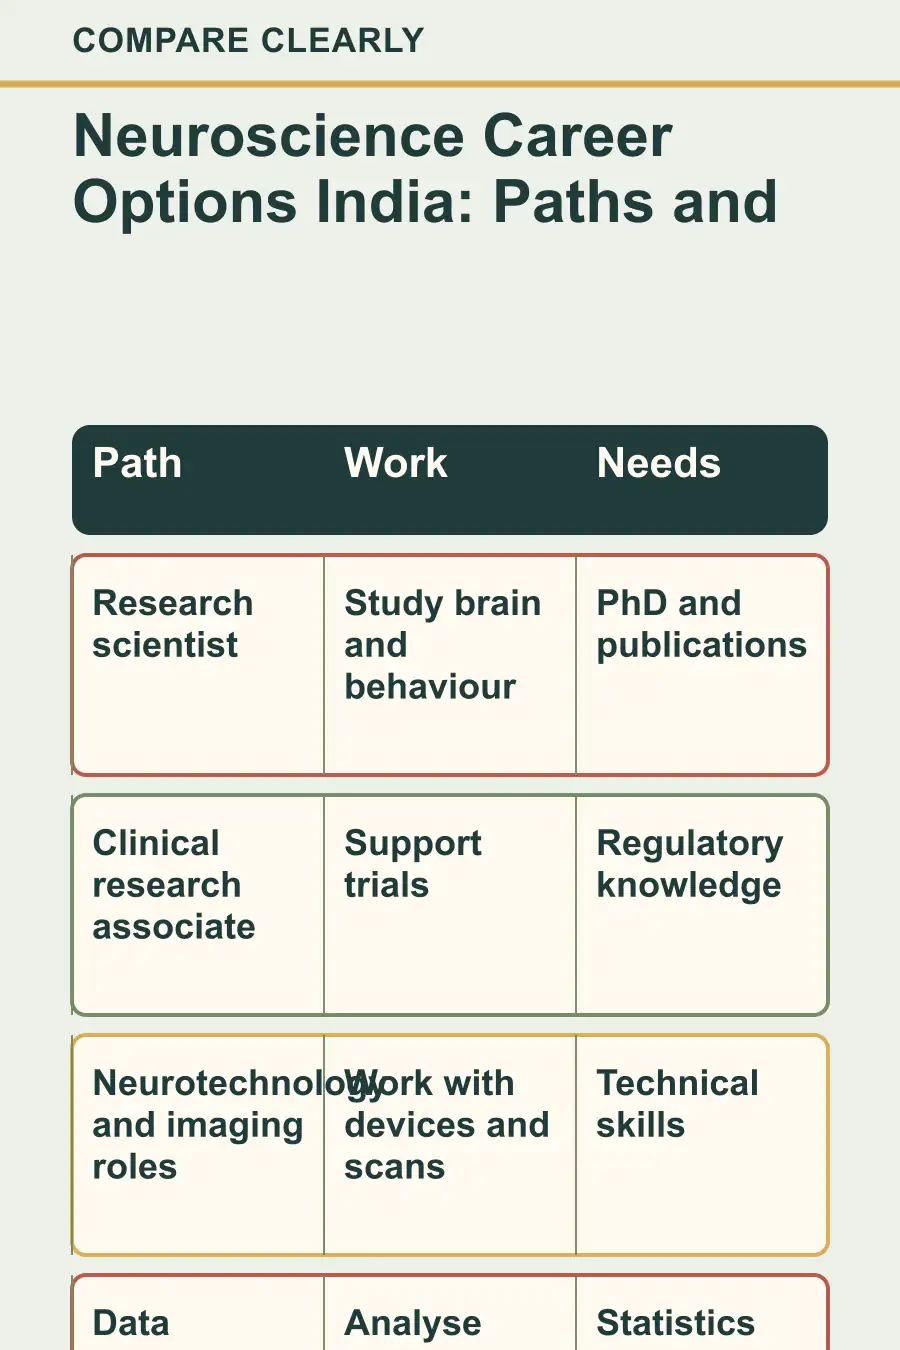 COMPARE CLEARLY
Neuroscience Career
Options India: Paths and
Path Work Needs
Research Study brain PhD and
scientist and publications
behaviour
Clinical Support Regulatory
research trials knowledge
associate
Neurotechnology Work with Technical
and imaging devices and skills
roles scans
Data Analyse Statistics